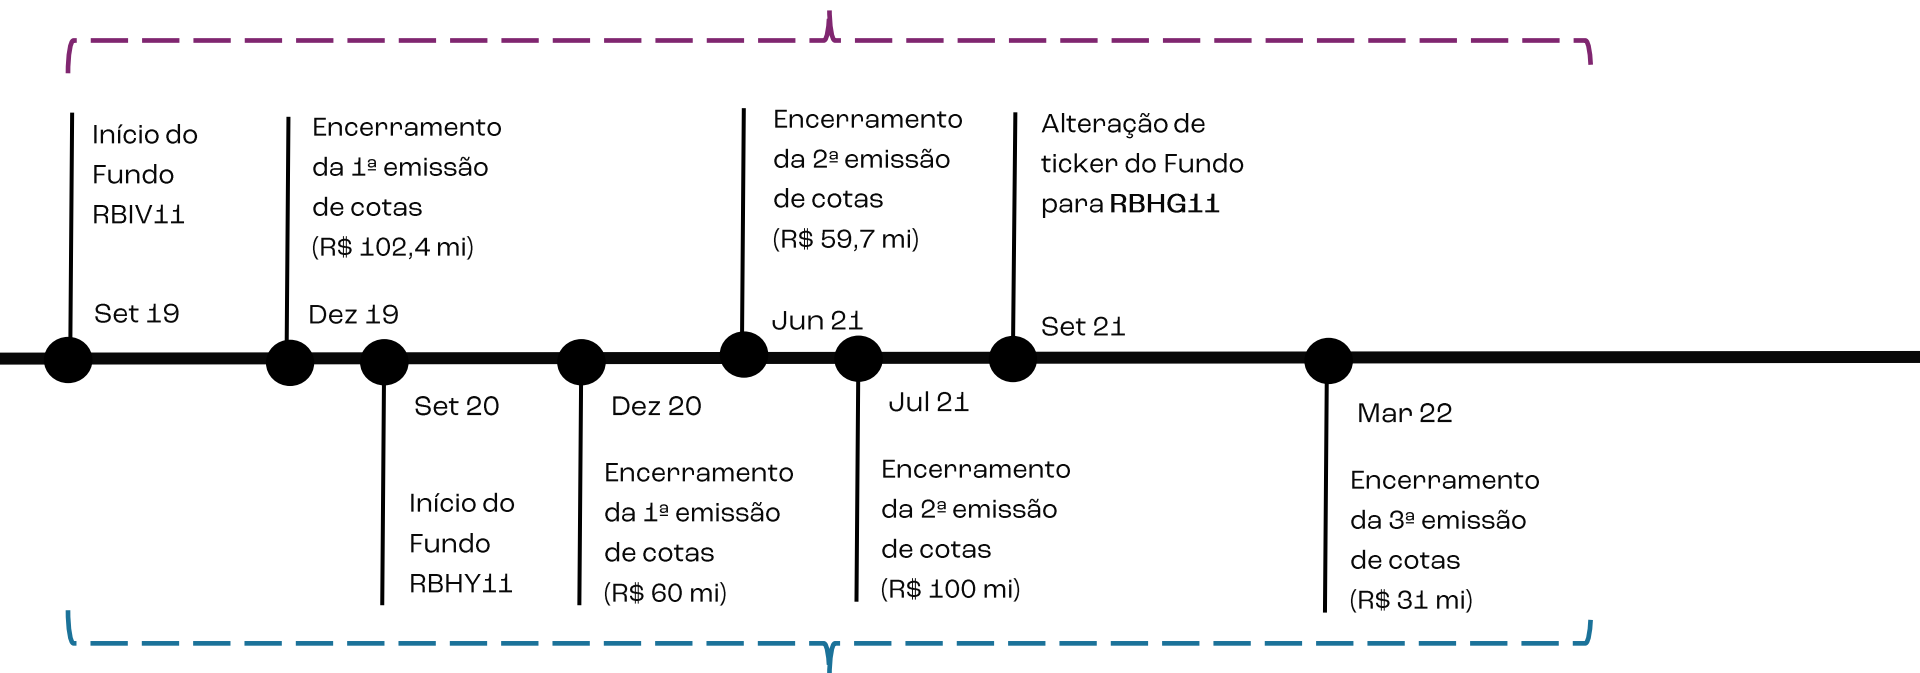 Início do
Fundo
RBIV11
Set 19
Encerramento
da 1ª emissão
de cotas
(R$ 102,4 mi)
Dez 19
Encerramento
da 2ª emissão
de cotas
(R$ 59,7 mi)
Jun 21
Alteração de
ticker do Fundo
para RBHG11
Set 21
Set 20
Início do
Fundo
RBHY11
Dez 20
Encerramento
da 1ª emissão
de cotas
(R$ 60 mi)
Jul 21
Encerramento
da 2ª emissão
de cotas
(R$ 100 mi)
Mar 22
Encerramento
da 3ª emissão
de cotas
(R$ 31 mi)